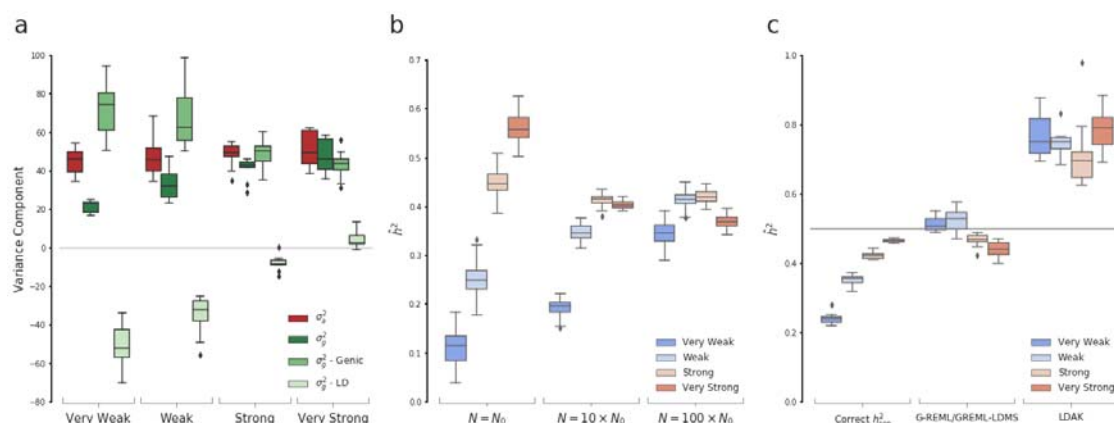 a
100
80
60
40
20
0
−20
−40
−60
−80
Variance Component
σ²ₑ
σ²g
σ²g - Genic
σ²g - LD
Very Weak Weak Strong Very Strong
b
0.7
0.6
0.5
0.4
0.3
0.2
0.1
ĥ²
Very Weak
Weak
Strong
Very Strong
N = N₀ N = 10 × N₀ N = 100 × N₀
c
1.0
0.8
0.6
0.4
0.2
0.0
ĥ²
Very Weak
Weak
Strong
Very Strong
Correct h² G-REML/GREML-LDMS LDAK